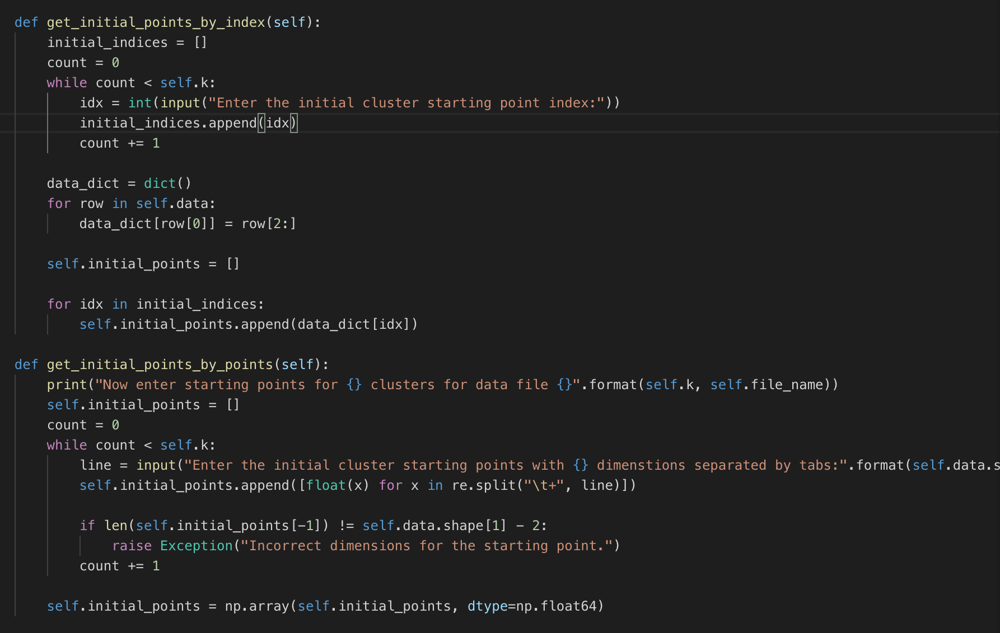 def get_initial_points_by_index(self):
    initial_indices = []
    count = 0
    while count < self.k:
        idx = int(input("Enter the initial cluster starting point index:"))
        initial_indices.append(idx)
        count += 1

    data_dict = dict()
    for row in self.data:
        data_dict[row[0]] = row[2:]

    self.initial_points = []

    for idx in initial_indices:
        self.initial_points.append(data_dict[idx])

def get_initial_points_by_points(self):
    print("Now enter starting points for {} clusters for data file {}".format(self.k, self.file_name))
    self.initial_points = []
    count = 0
    while count < self.k:
        line = input("Enter the initial cluster starting points with {} dimenstions separated by tabs:".format(self.data.s
        self.initial_points.append([float(x) for x in re.split("\t+", line)])

        if len(self.initial_points[-1]) != self.data.shape[1] - 2:
            raise Exception("Incorrect dimensions for the starting point.")
        count += 1

    self.initial_points = np.array(self.initial_points, dtype=np.float64)